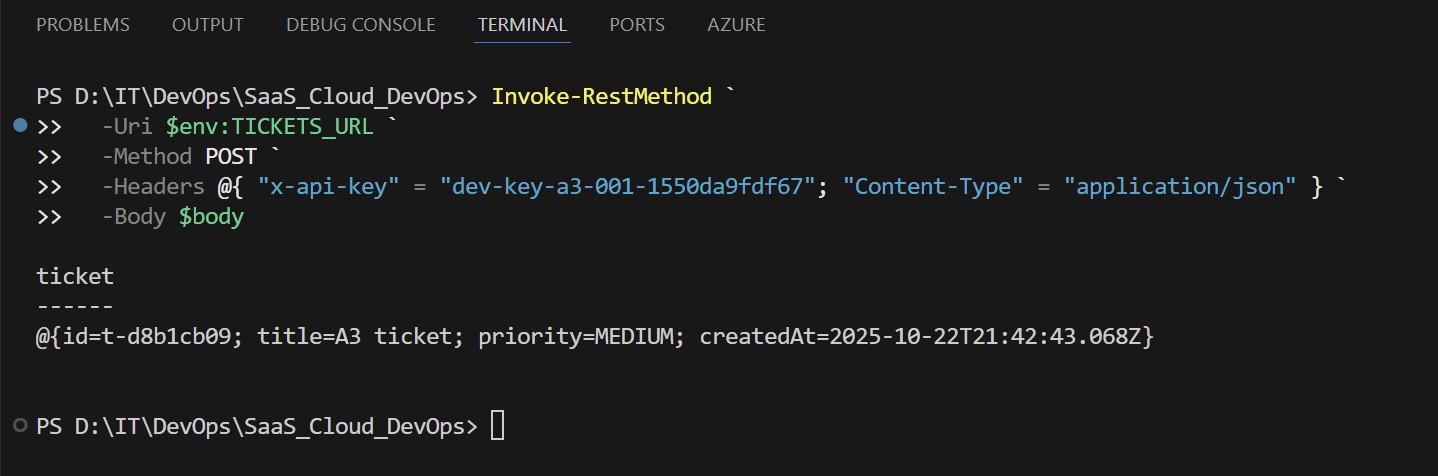 PROBLEMS OUTPUT DEBUG CONSOLE TERMINAL PORTS AZURE
PS D:\IT\DevOps\SaaS_Cloud_DevOps> Invoke-RestMethod `
>> -Uri $env:TICKETS_URL `
>> -Method POST `
>> -Headers @{ "x-api-key" = "dev-key-a3-001-1550da9fdf67"; "Content-Type" = "application/json" } `
>> -Body $body
ticket
------
@{id=t-d8b1cb09; title=A3 ticket; priority=MEDIUM; createdAt=2025-10-22T21:42:43.068Z}
PS D:\IT\DevOps\SaaS_Cloud_DevOps>